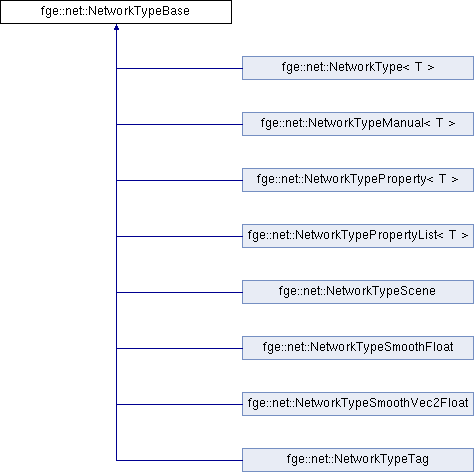 fge::net::NetworkTypeBase
fge::net::NetworkType< T >
fge::net::NetworkTypeManual< T >
fge::net::NetworkTypeProperty< T >
fge::net::NetworkTypePropertyList< T >
fge::net::NetworkTypeScene
fge::net::NetworkTypeSmoothFloat
fge::net::NetworkTypeSmoothVec2Float
fge::net::NetworkTypeTag